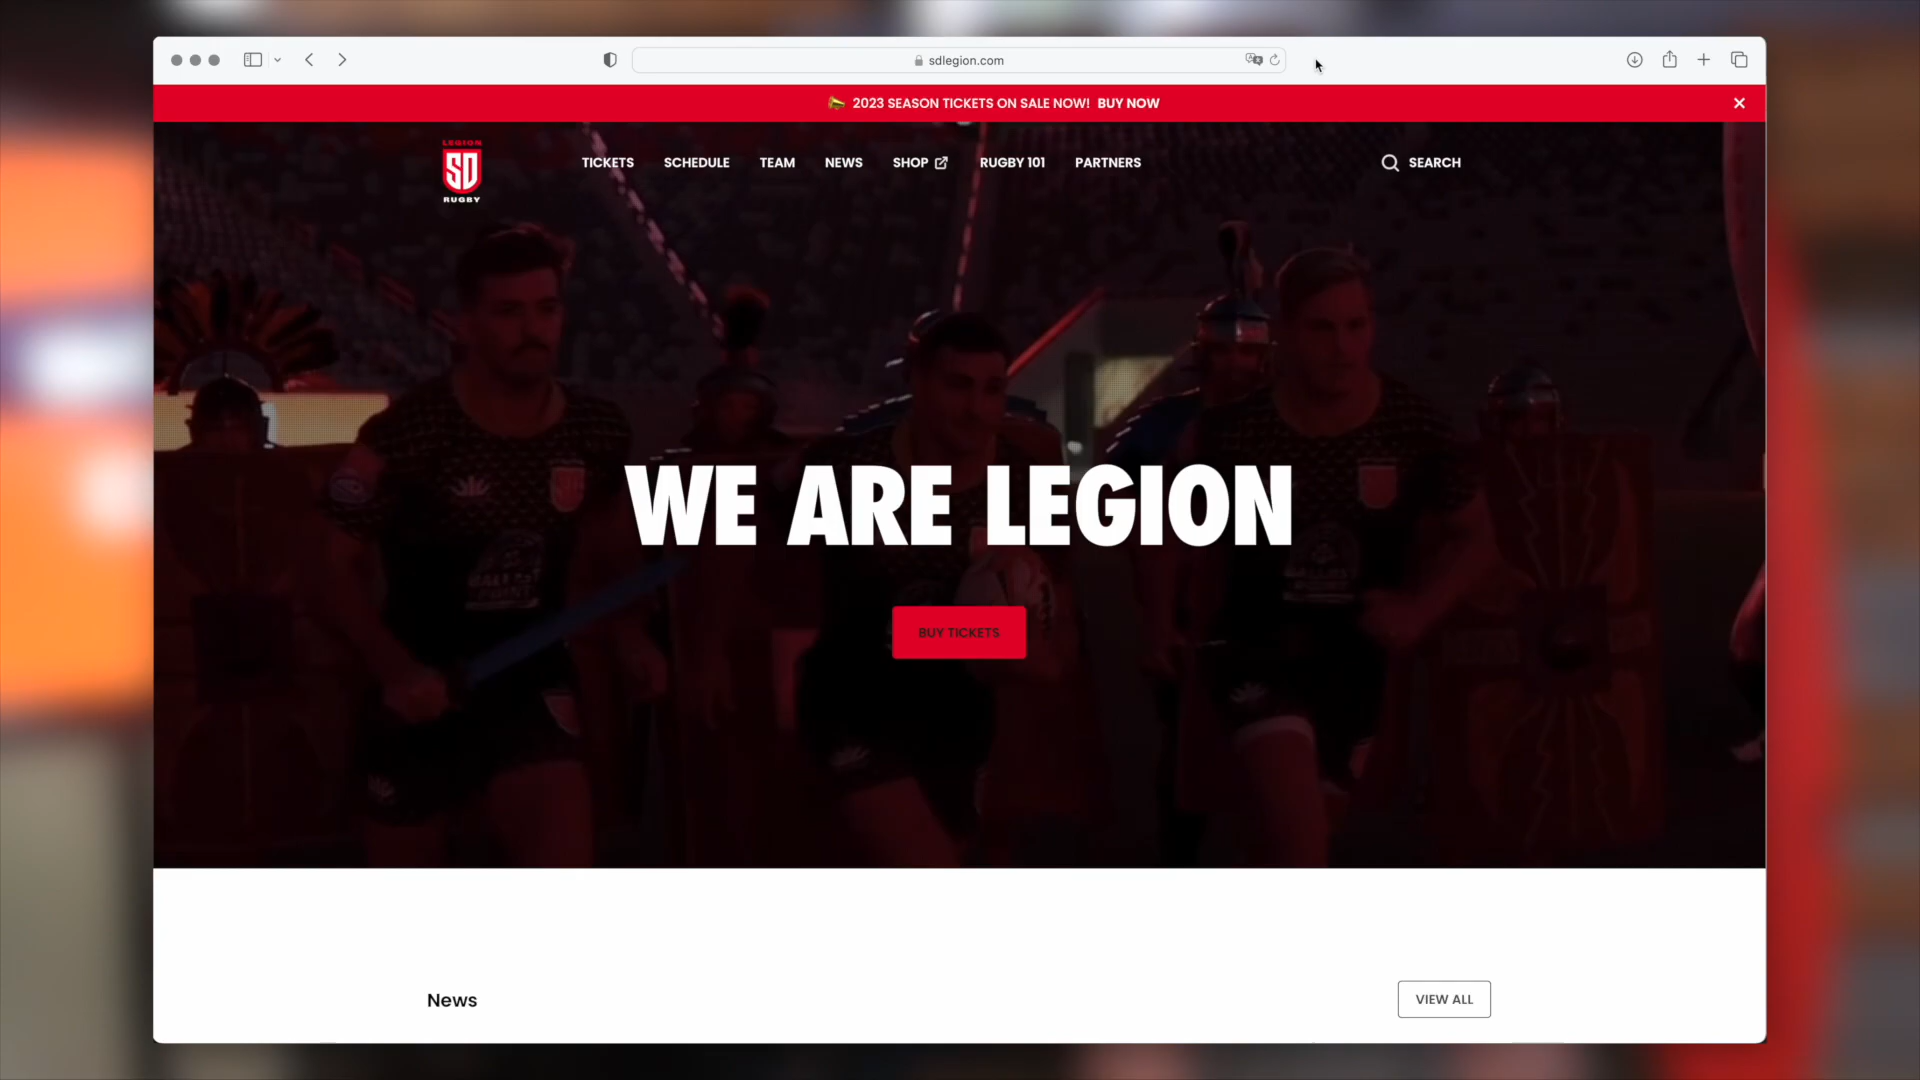 sdlegion.com
2023 SEASON TICKETS ON SALE NOW! BUY NOW
LEGION
SD
RUGBY
TICKETS
SCHEDULE
TEAM
NEWS
SHOP
RUGBY 101
PARTNERS
SEARCH
WE ARE LEGION
BUY TICKETS
News
VIEW ALL